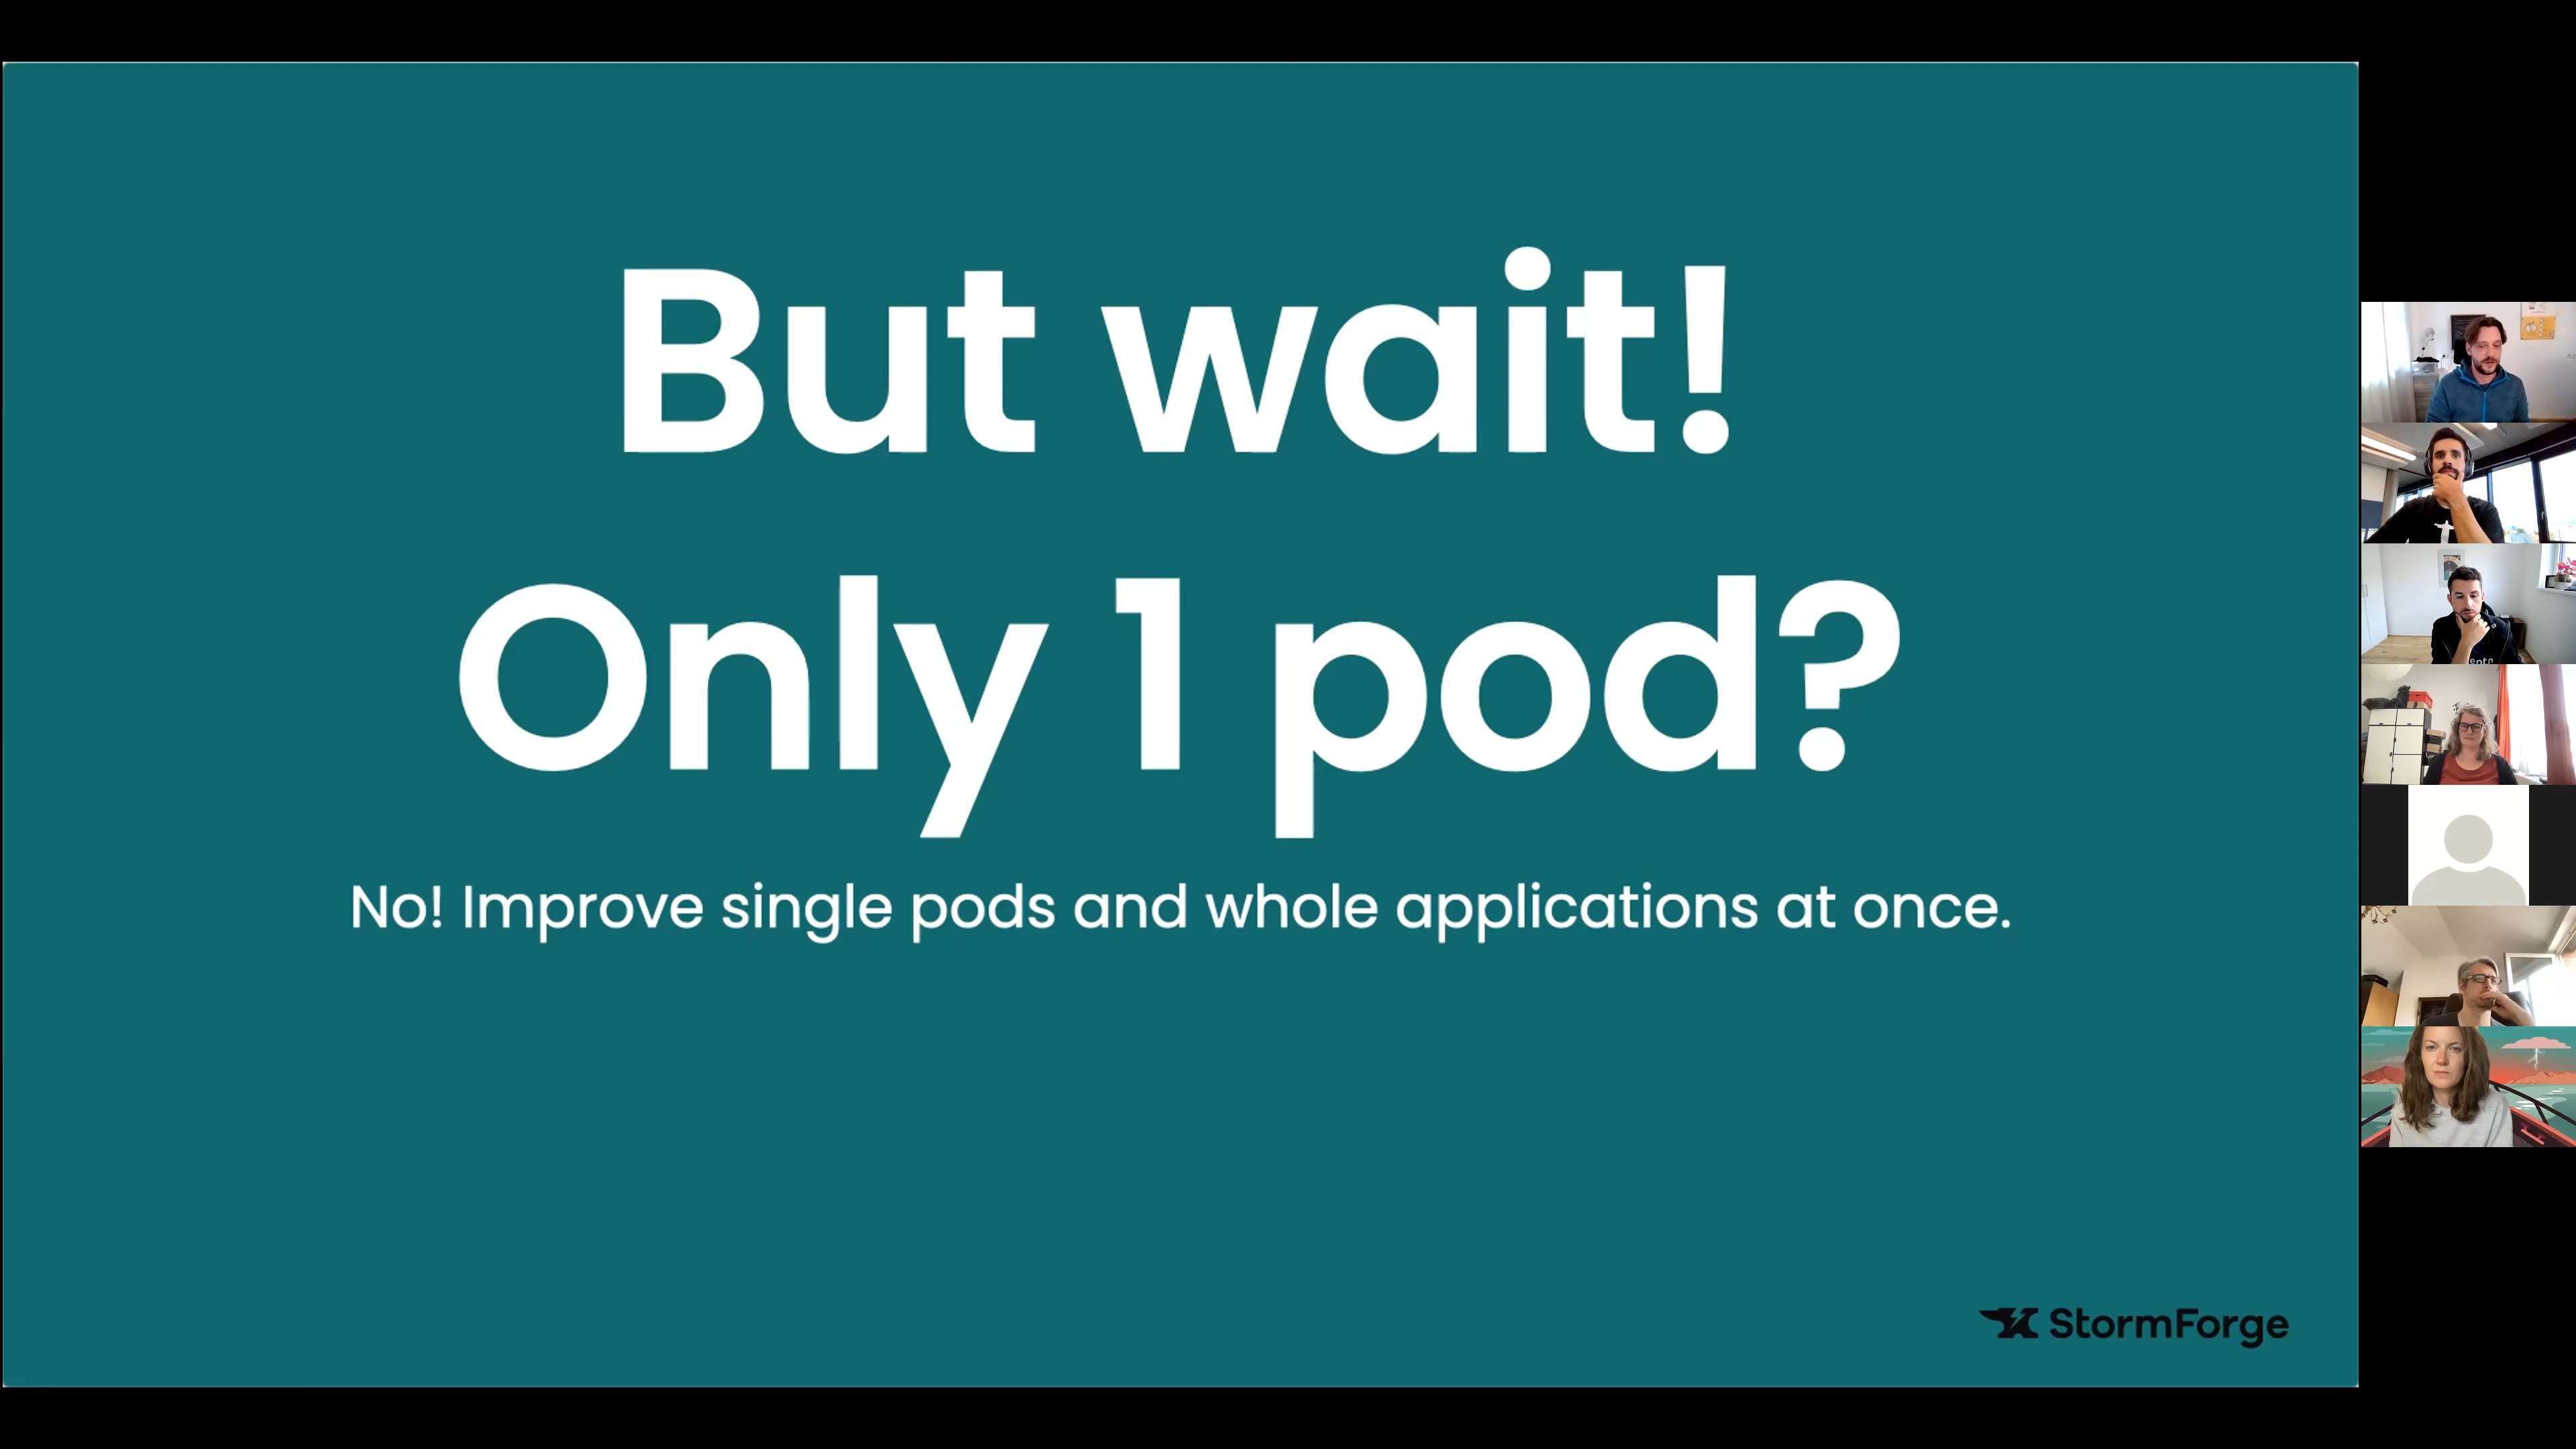 But wait!
Only 1 pod?
No! Improve single pods and whole applications at once.
StormForge